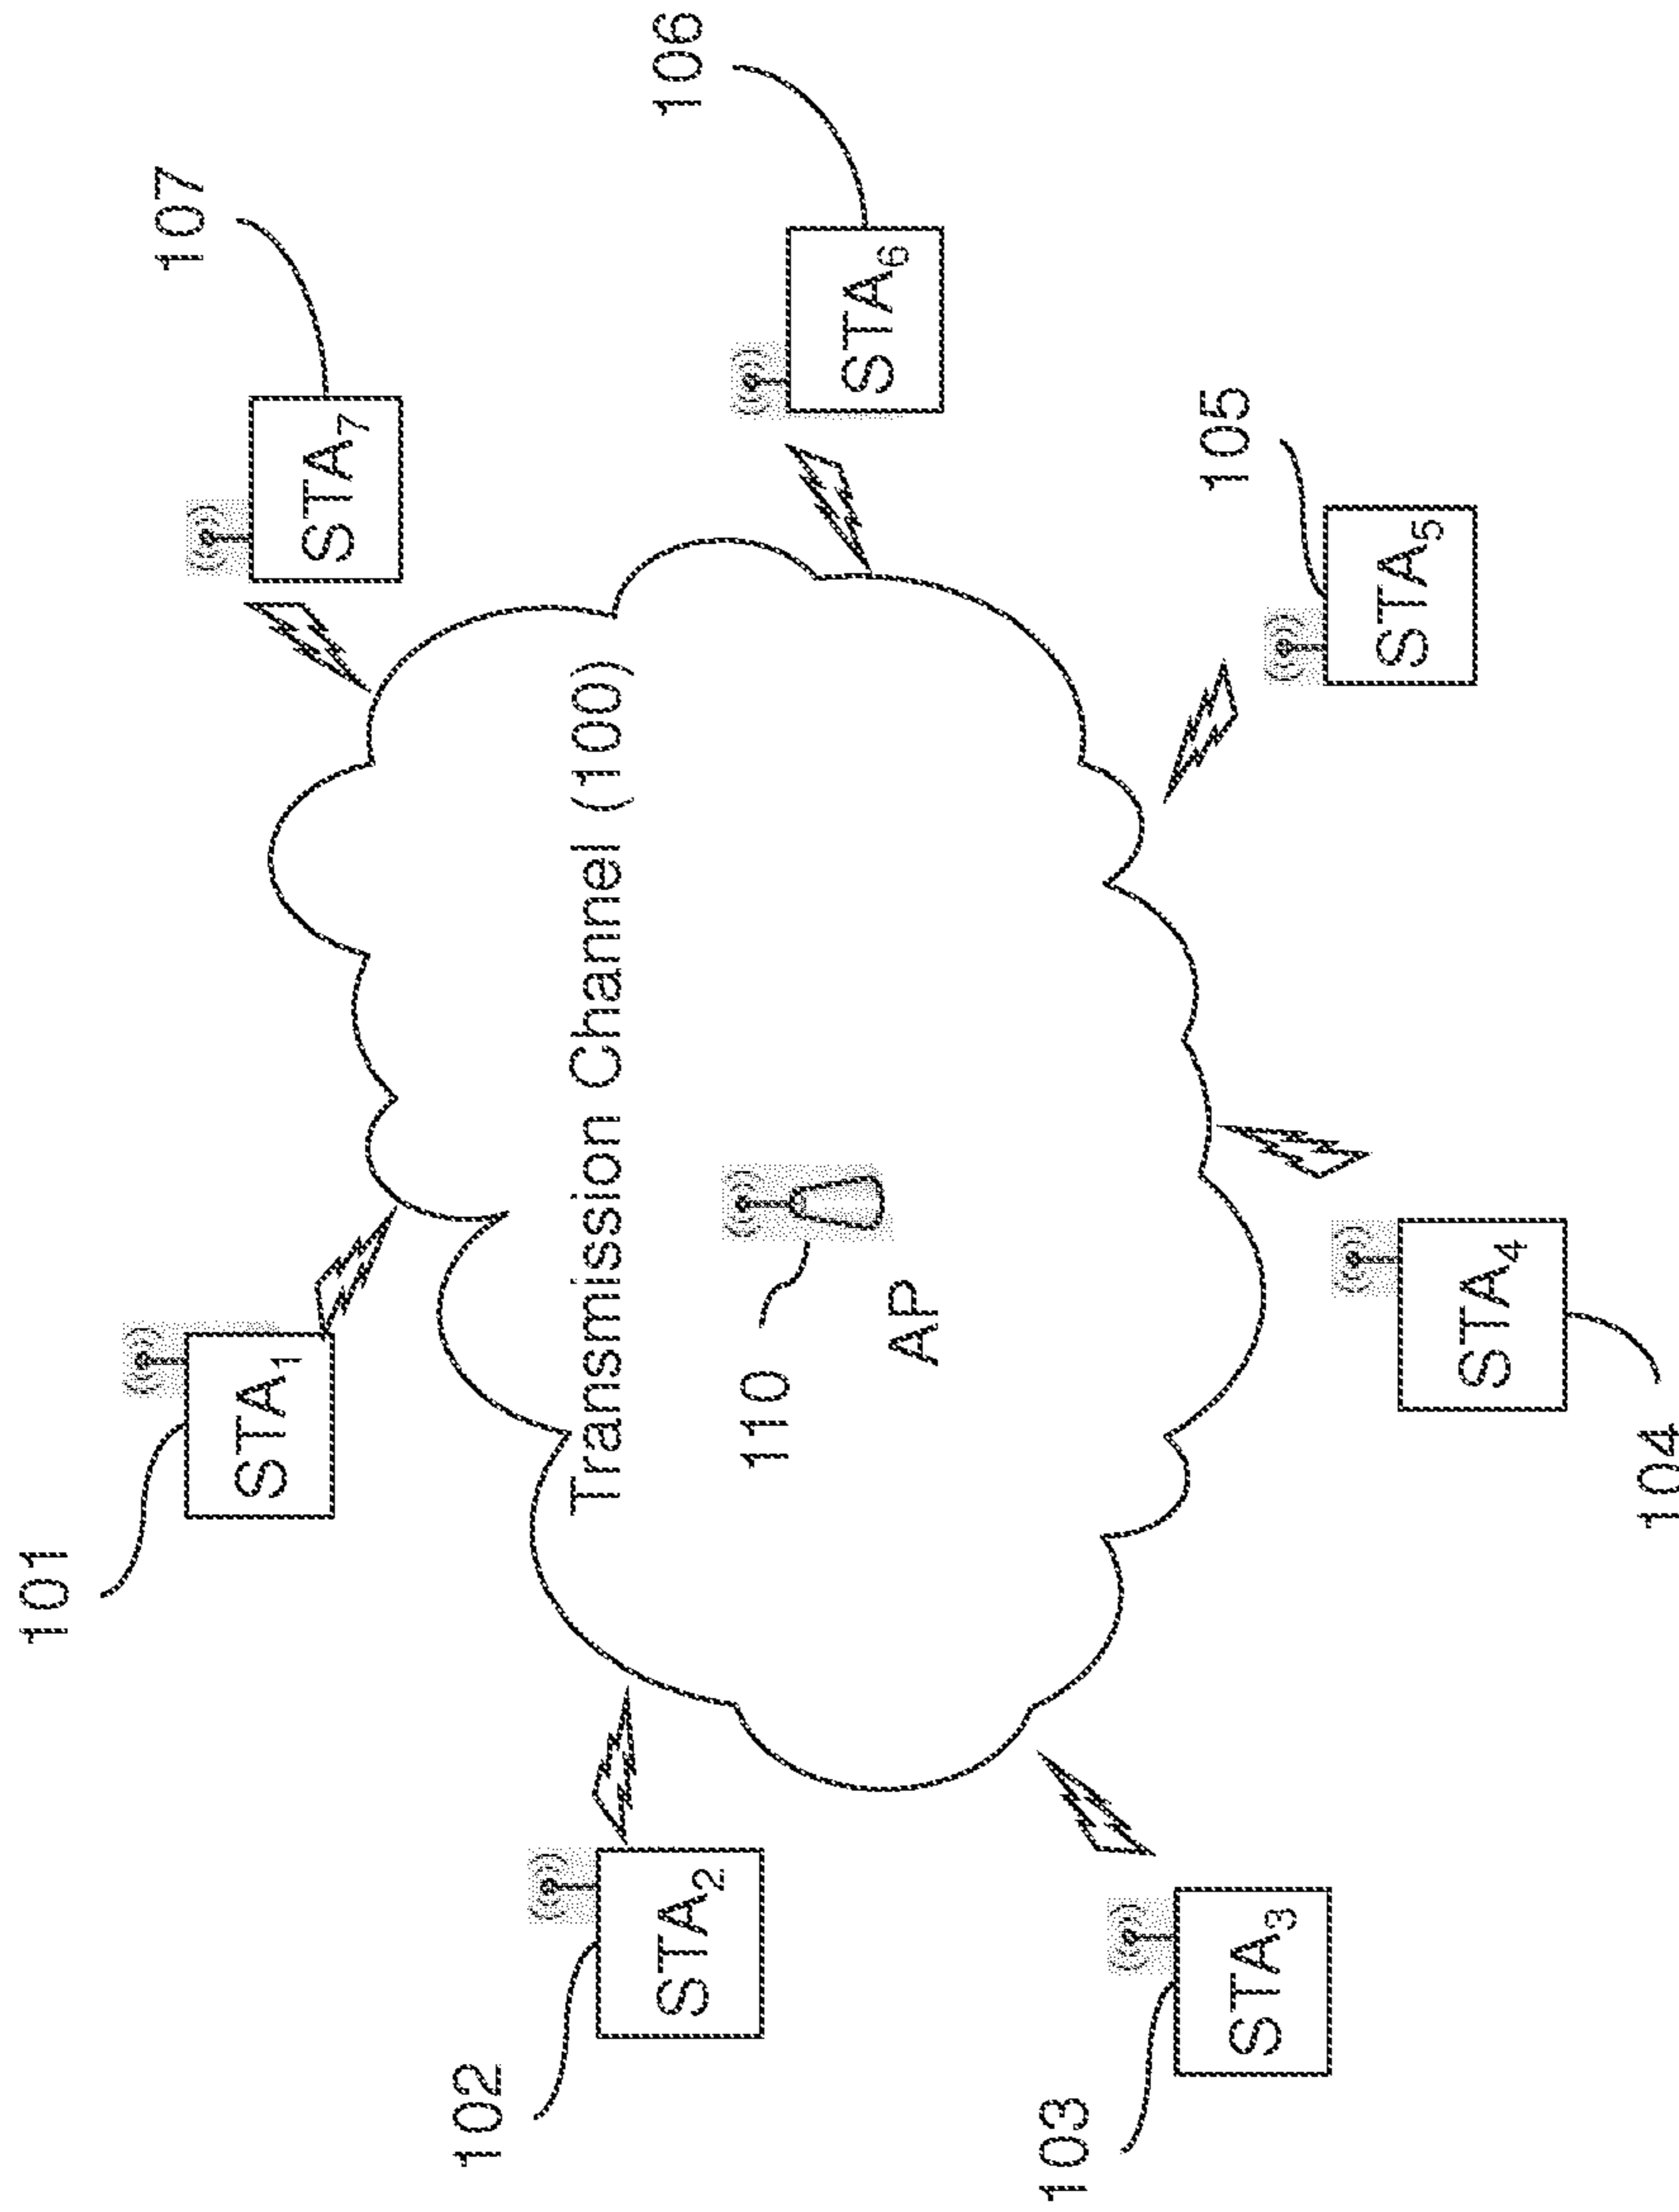 101
STA1
107
STA7
106
STA6
Transmission Channel (100)
102
STA2
110
AP
103
STA3
104
STA4
105
STA5